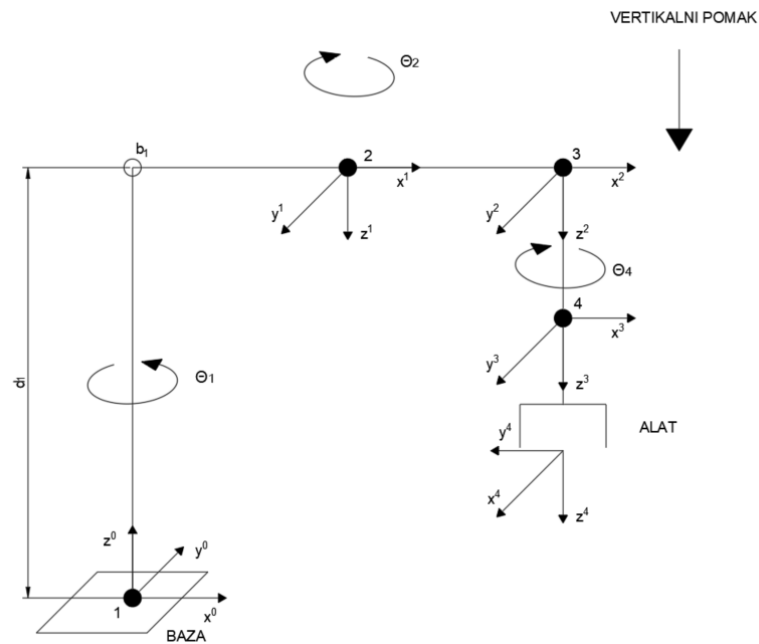 VERTIKALNI POMAK
Θ2
b1
2
3
x¹
x²
y¹
z¹
y²
z²
Θ4
4
x³
y³
z³
d1
Θ1
ALAT
y⁴
x⁴
z⁴
z⁰
y⁰
1
x⁰
BAZA